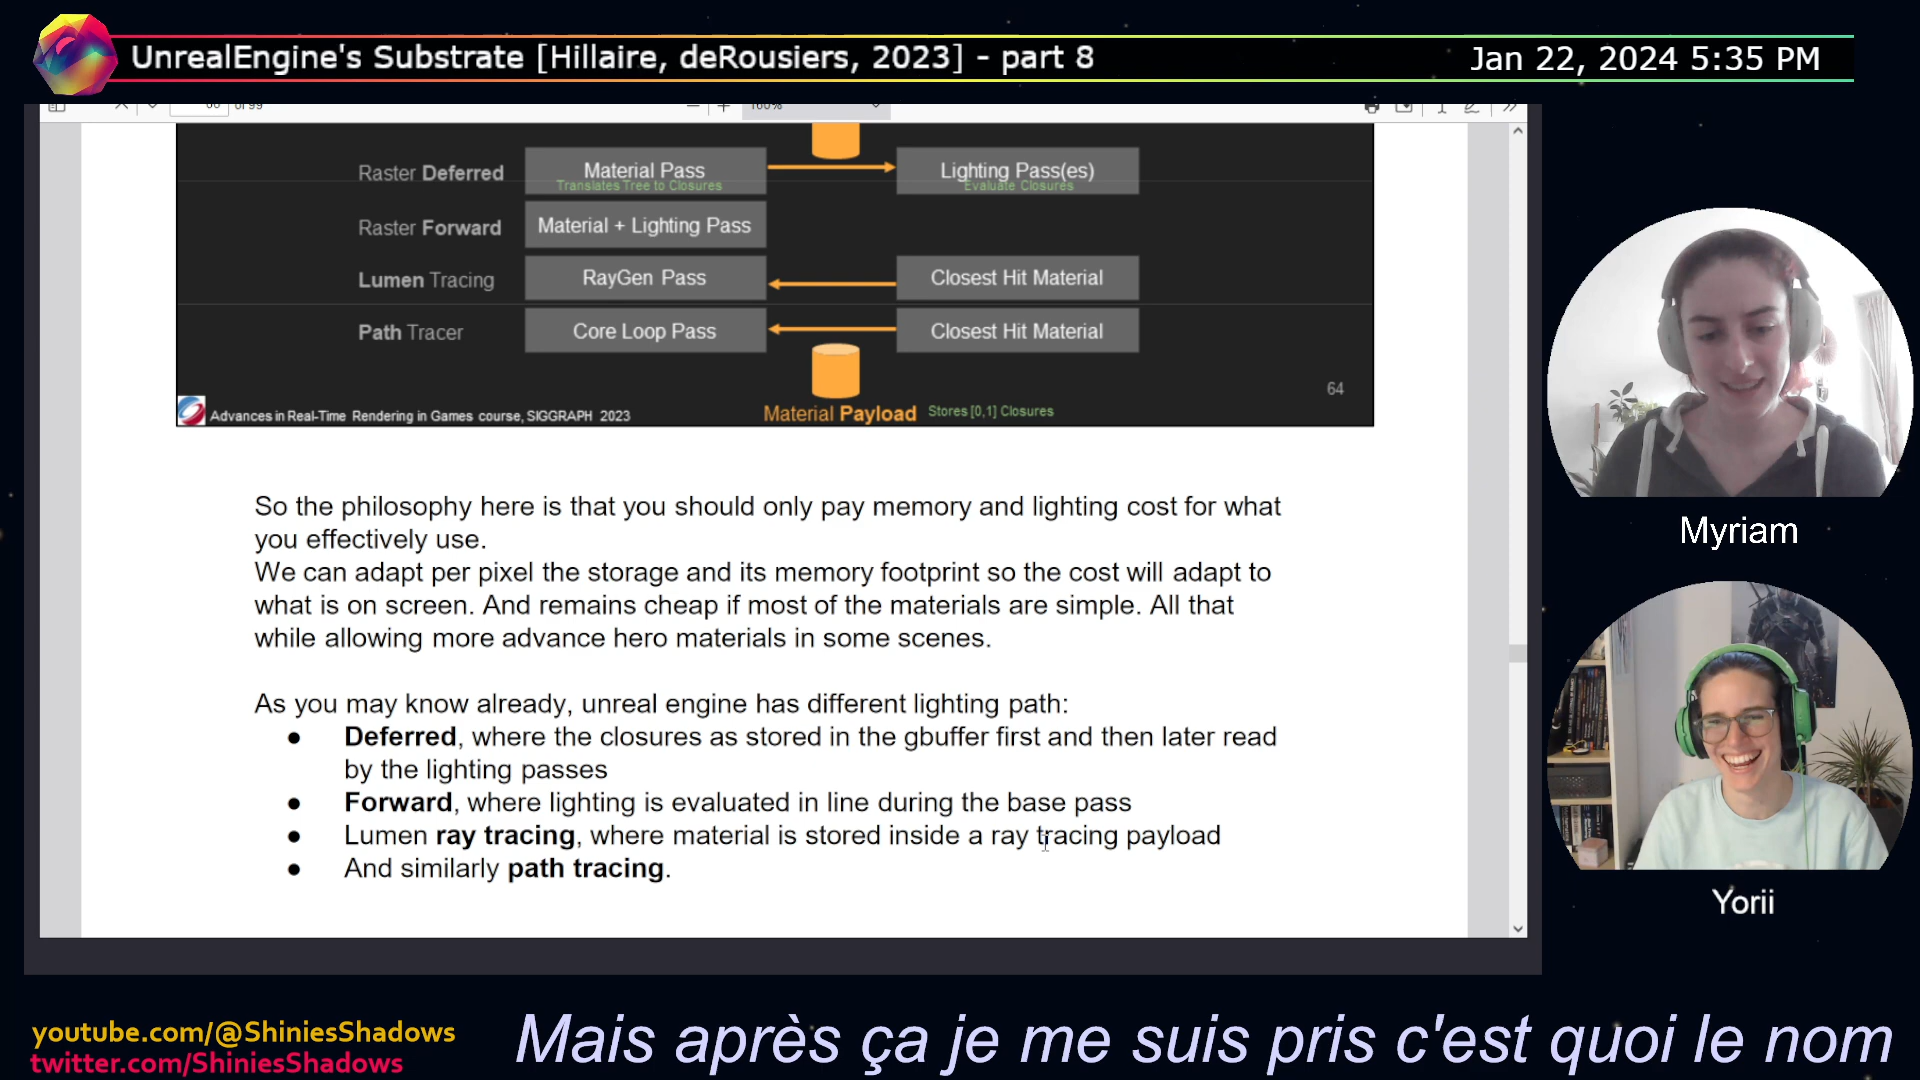 UnrealEngine's Substrate [Hillaire, deRousiers, 2023] - part 8
Jan 22, 2024 5:35 PM
of 99
160%
Raster Deferred
Material Pass
Translates Tree to Closures
Lighting Pass(es)
Evaluate Closures
Raster Forward
Material + Lighting Pass
Lumen Tracing
RayGen Pass
Closest Hit Material
Path Tracer
Core Loop Pass
Closest Hit Material
64
Advances in Real-Time Rendering in Games course, SIGGRAPH 2023
Material Payload
Stores [0,1] Closures
So the philosophy here is that you should only pay memory and lighting cost for what
you effectively use.
We can adapt per pixel the storage and its memory footprint so the cost will adapt to
what is on screen. And remains cheap if most of the materials are simple. All that
while allowing more advance hero materials in some scenes.
As you may know already, unreal engine has different lighting path:
● Deferred, where the closures as stored in the gbuffer first and then later read
by the lighting passes
● Forward, where lighting is evaluated in line during the base pass
● Lumen ray tracing, where material is stored inside a ray tracing payload
● And similarly path tracing.
Myriam
Yorii
youtube.com/@ShiniesShadows
twitter.com/ShiniesShadows
Mais après ça je me suis pris c'est quoi le nom